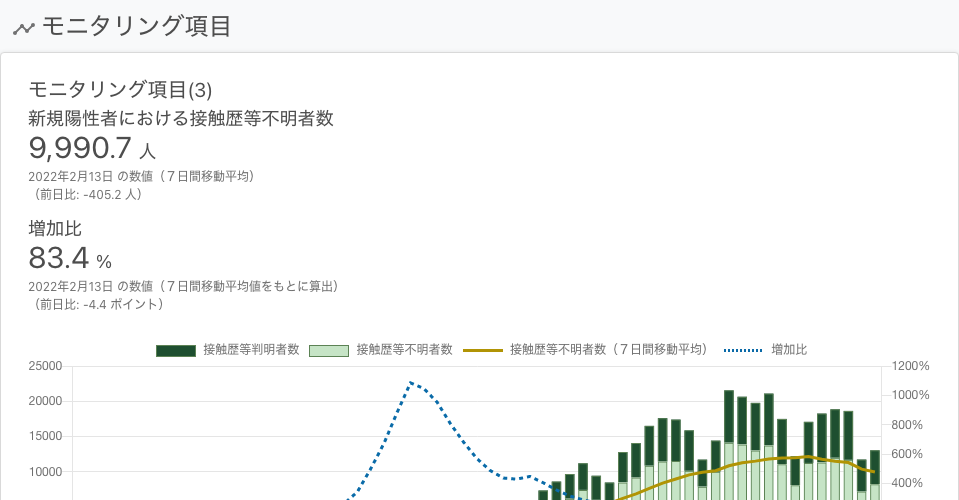 モニタリング項目
モニタリング項目(3)
新規陽性者における接触歴等不明者数
9,990.7 人
2022年2月13日 の数値（７日間移動平均）
（前日比: -405.2 人）
増加比
83.4 %
2022年2月13日 の数値（７日間移動平均値をもとに算出）
（前日比: -4.4 ポイント）
接触歴等判明者数 接触歴等不明者数 接触歴等不明者数（７日間移動平均） 増加比
25000 1200%
20000 1000%
15000 800%
10000 600%
400%